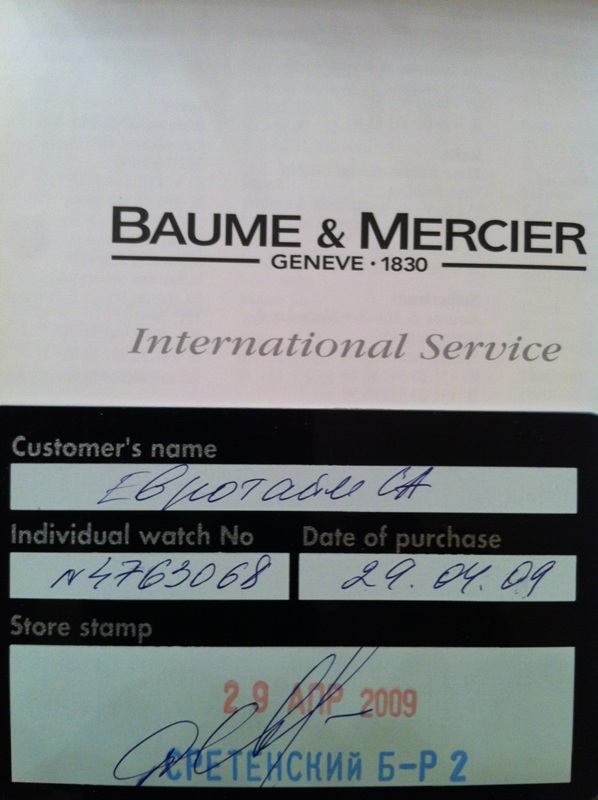 BAUME & MERCIER
GENEVE · 1830
International Service
Customer's name
Евротайм СА
Individual watch No Date of purchase
N4763068 29.04.09
Store stamp
29 АПР 2009
СРЕТЕНСКИЙ Б-Р 2